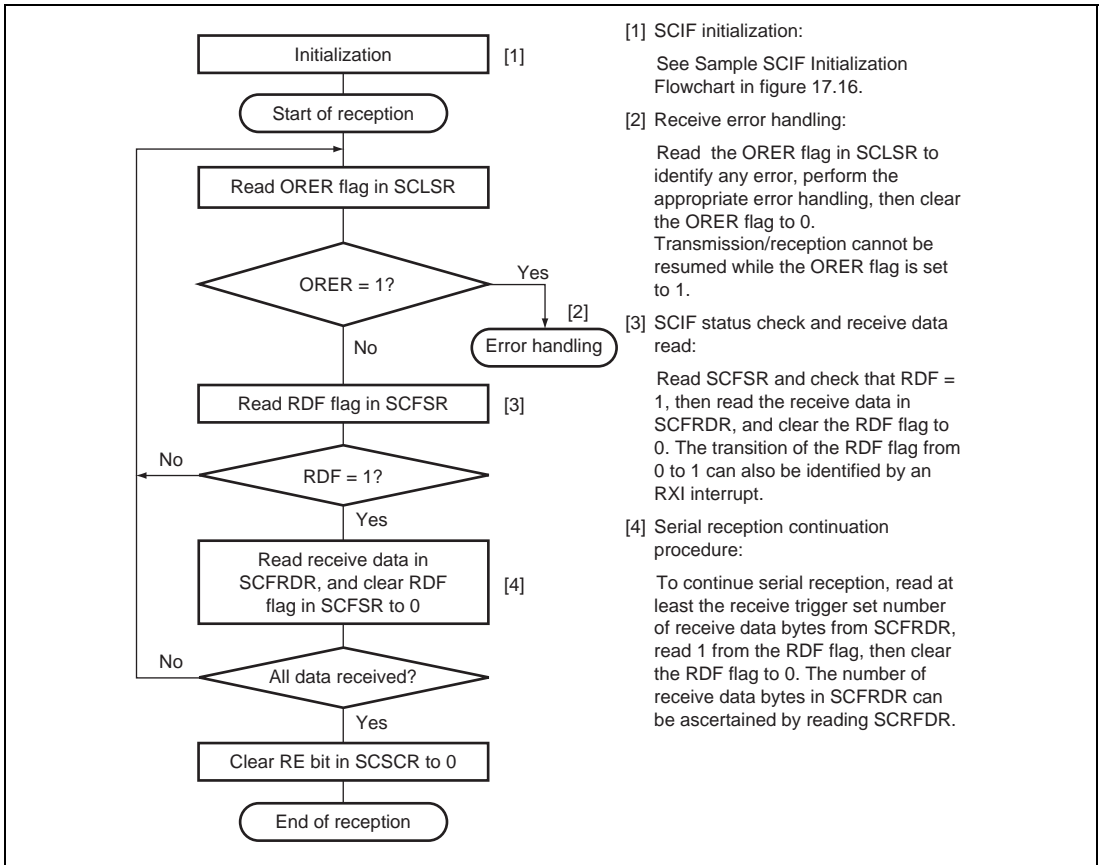 Initialization
[1]
Start of reception
Read ORER flag in SCLSR
ORER = 1?
Yes
[2]
Error handling
No
Read RDF flag in SCFSR
[3]
No
RDF = 1?
Yes
Read receive data in
SCFRDR, and clear RDF
flag in SCFSR to 0
[4]
No
All data received?
Yes
Clear RE bit in SCSCR to 0
End of reception
[1] SCIF initialization:
See Sample SCIF Initialization
Flowchart in figure 17.16.
[2] Receive error handling:
Read the ORER flag in SCLSR to
identify any error, perform the
appropriate error handling, then clear
the ORER flag to 0.
Transmission/reception cannot be
resumed while the ORER flag is set
to 1.
[3] SCIF status check and receive data
read:
Read SCFSR and check that RDF =
1, then read the receive data in
SCFRDR, and clear the RDF flag to
0. The transition of the RDF flag from
0 to 1 can also be identified by an
RXI interrupt.
[4] Serial reception continuation
procedure:
To continue serial reception, read at
least the receive trigger set number
of receive data bytes from SCFRDR,
read 1 from the RDF flag, then clear
the RDF flag to 0. The number of
receive data bytes in SCFRDR can
be ascertained by reading SCRFDR.